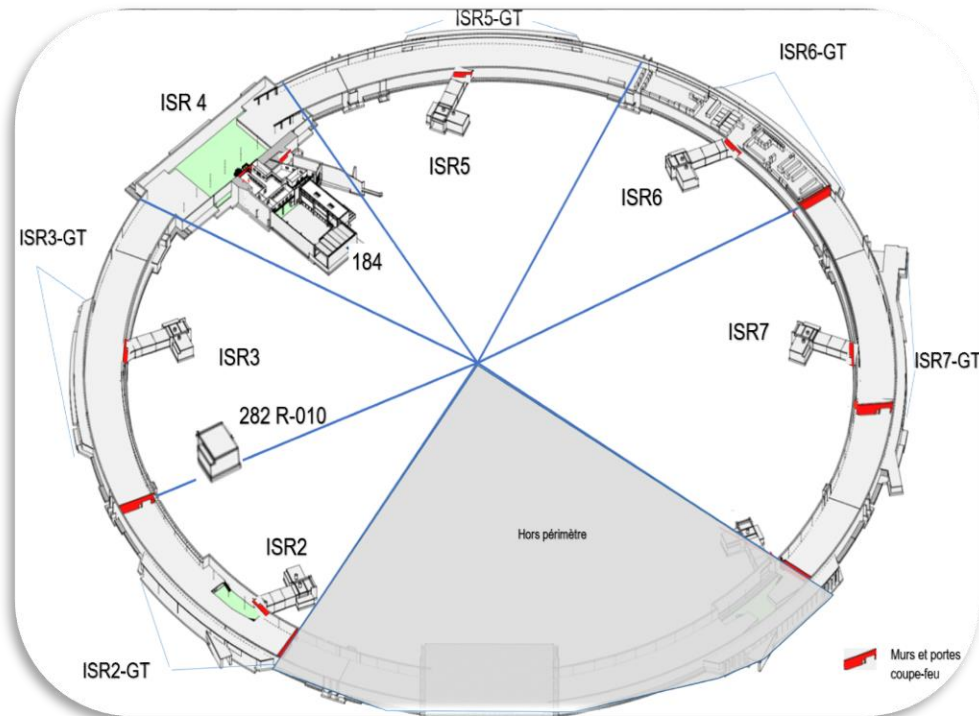 ISR5-GT
ISR6-GT
ISR 4
ISR5
ISR6
ISR3-GT
184
ISR3
ISR7
ISR7-GT
282 R-010
Hors périmètre
ISR2
ISR2-GT
Murs et portes
coupe-feu